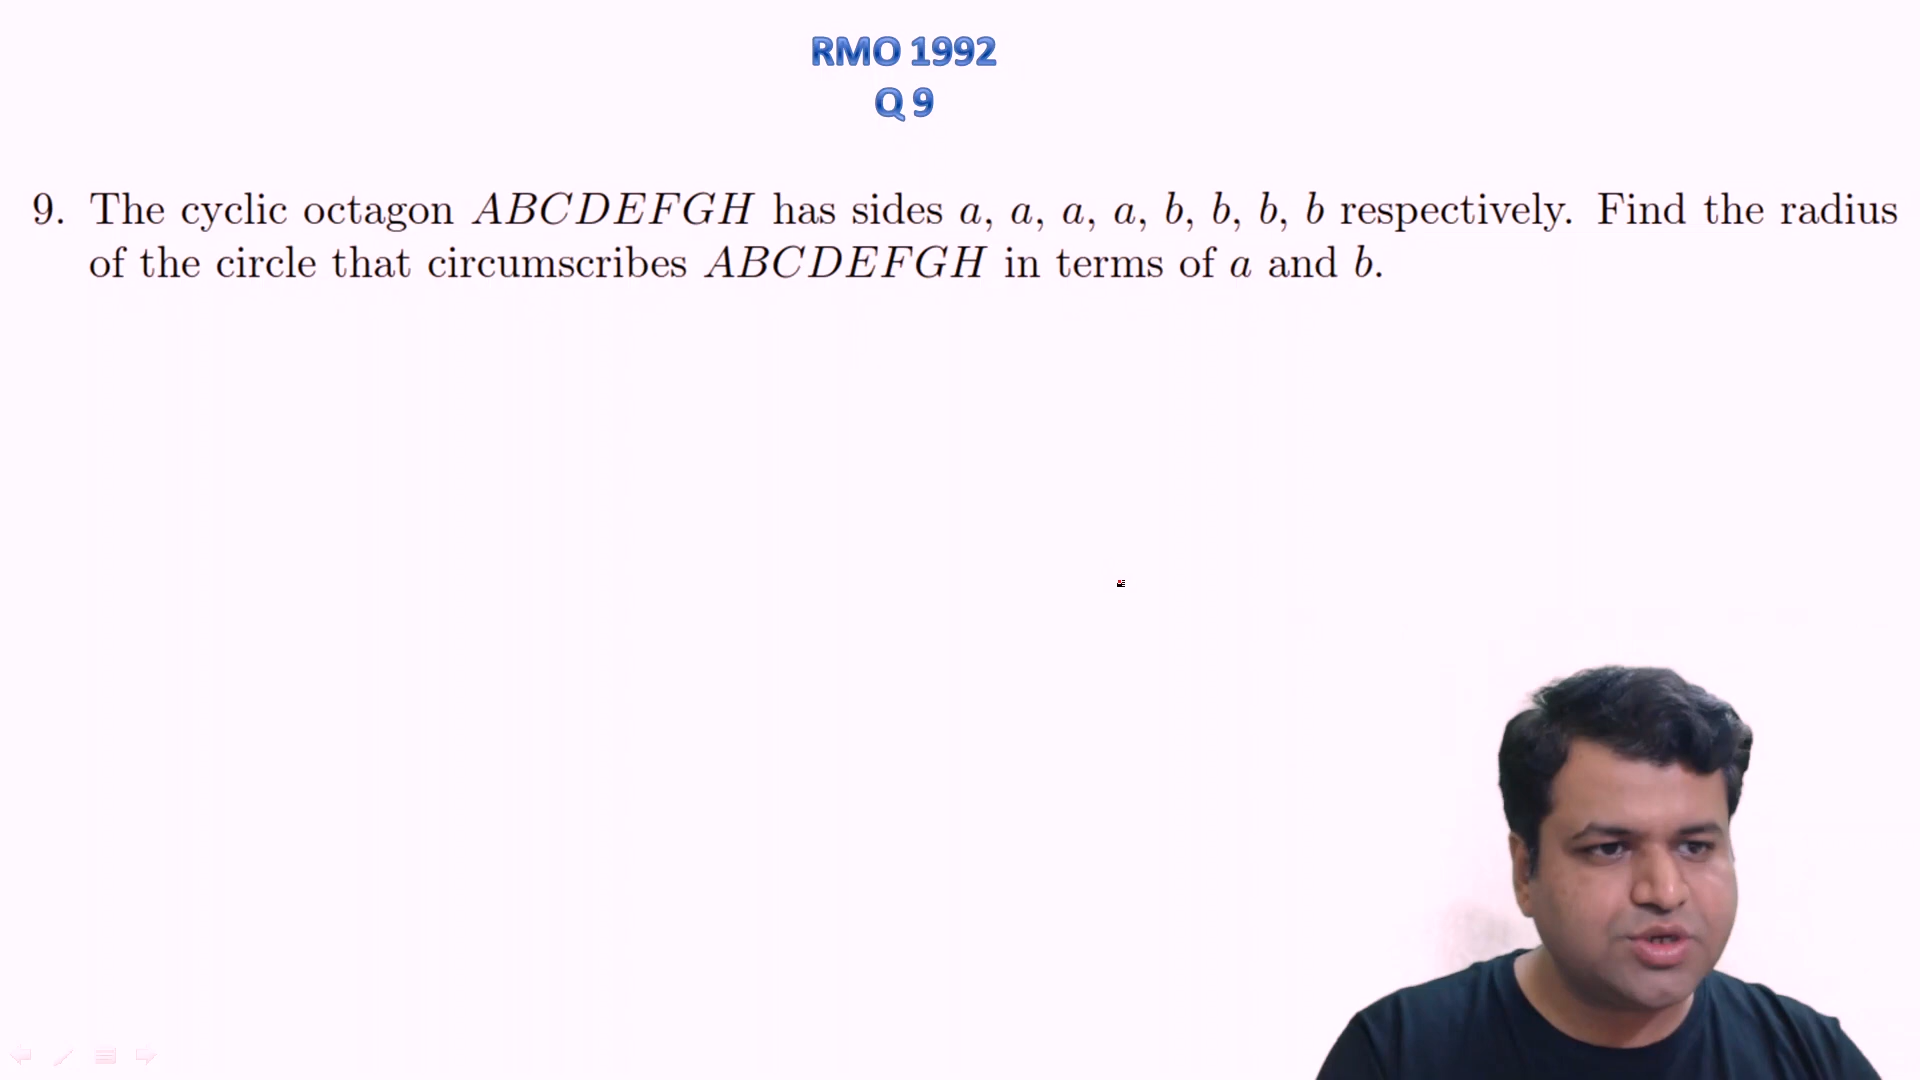 RMO 1992
Q 9
9. The cyclic octagon ABCDEFGH has sides a, a, a, a, b, b, b, b respectively. Find the radius
of the circle that circumscribes ABCDEFGH in terms of a and b.